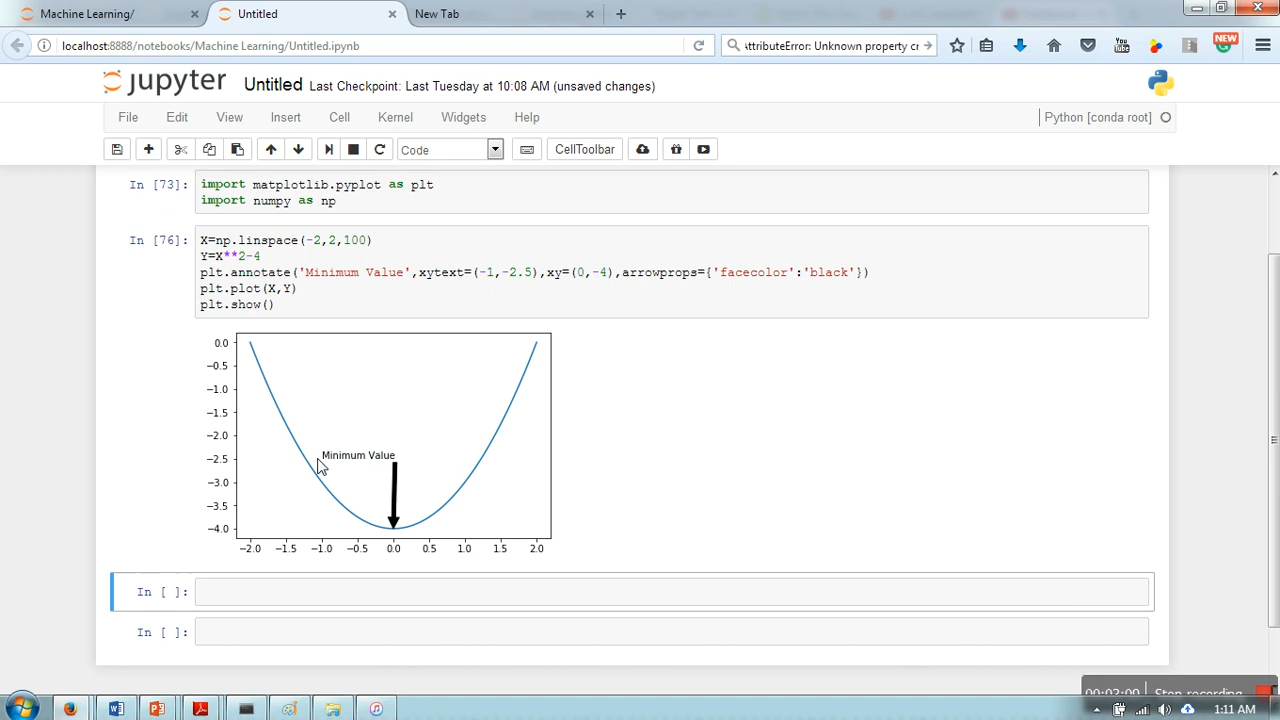 Machine Learning/ × Untitled × New Tab × +
localhost:8888/notebooks/Machine Learning/Untitled.ipynb
ttributeError: Unknown property cr
You Tube
NEW
jupyter Untitled Last Checkpoint: Last Tuesday at 10:08 AM (unsaved changes)
File Edit View Insert Cell Kernel Widgets Help Python [conda root]
Code CellToolbar
In [73]: import matplotlib.pyplot as plt
import numpy as np
In [76]: X=np.linspace(-2,2,100)
Y=X**2-4
plt.annotate('Minimum Value',xytext=(-1,-2.5),xy=(0,-4),arrowprops={'facecolor':'black'})
plt.plot(X,Y)
plt.show()
0.0
−0.5
−1.0
−1.5
−2.0
−2.5
Minimum Value
−3.0
−3.5
−4.0
−2.0 −1.5 −1.0 −0.5 0.0 0.5 1.0 1.5 2.0
In [ ]:
In [ ]:
Stop recording
1:11 AM